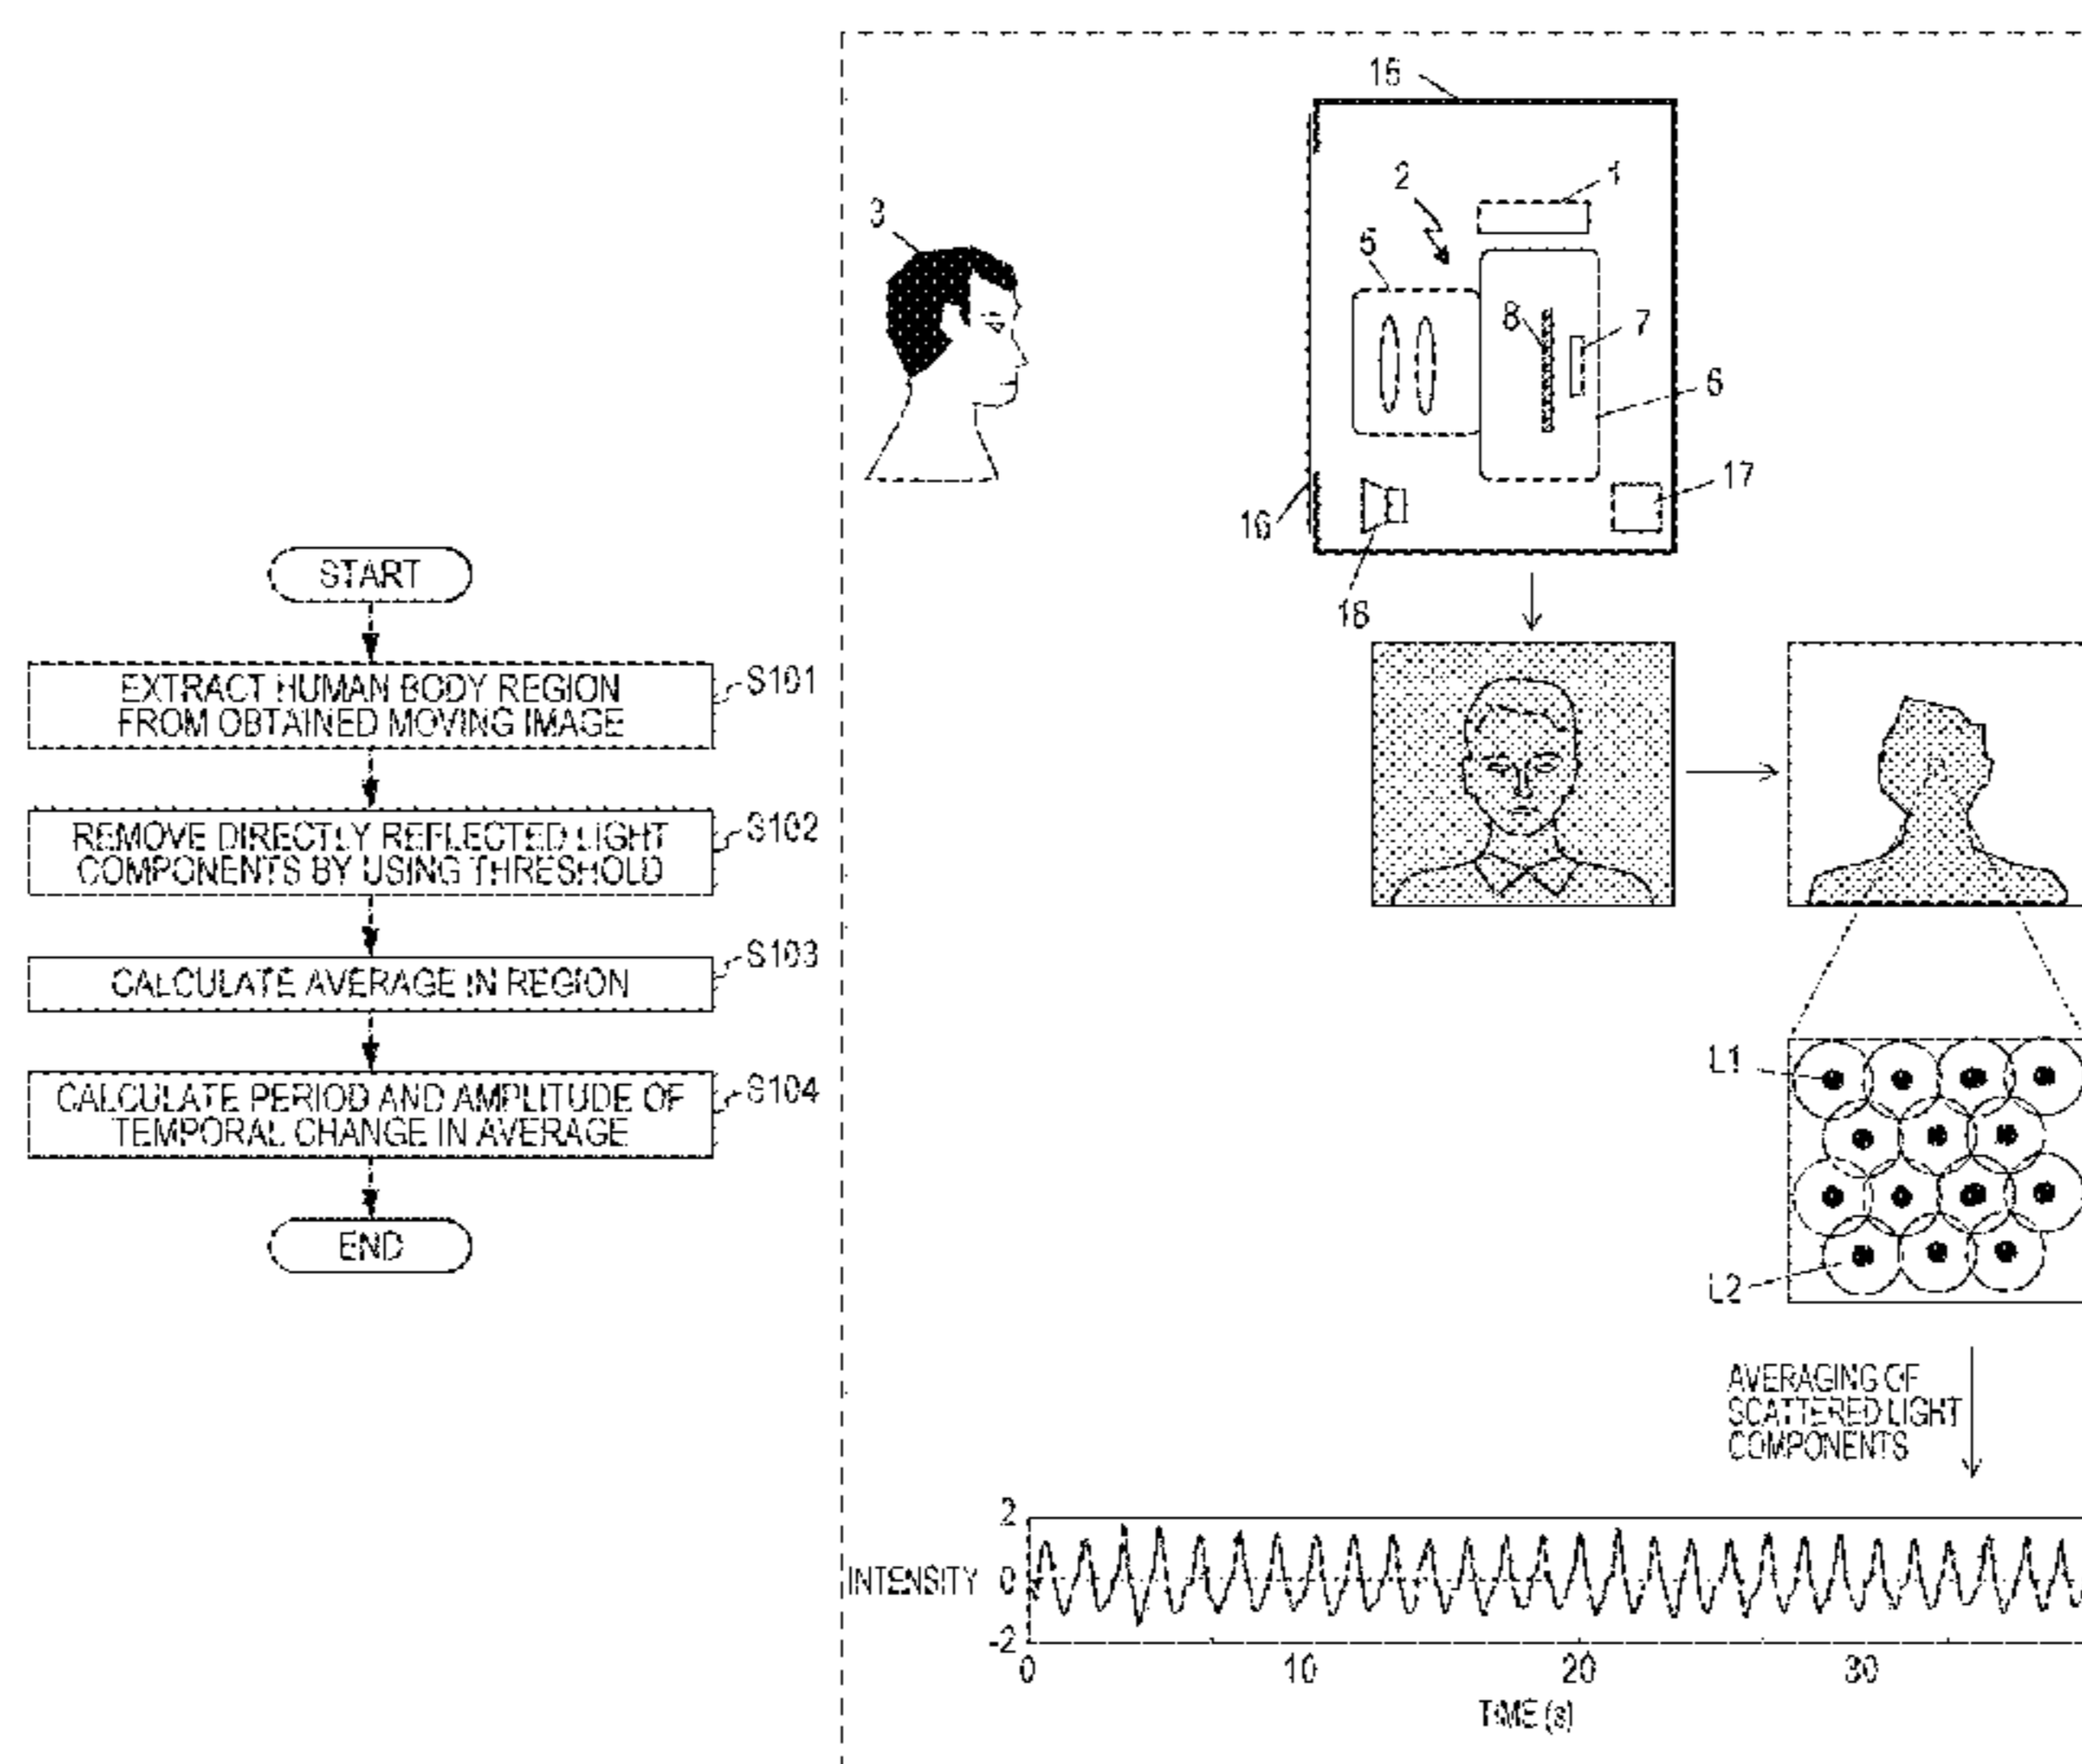 START
EXTRACT HUMAN BODY REGION
FROM OBTAINED MOVING IMAGE
S101
REMOVE DIRECTLY REFLECTED LIGHT
COMPONENTS BY USING THRESHOLD
S102
CALCULATE AVERAGE IN REGION
S103
CALCULATE PERIOD AND AMPLITUDE OF
TEMPORAL CHANGE IN AVERAGE
S104
END
15
2
1
3
5
8
7
6
17
16
18
L1
L2
AVERAGING OF
SCATTERED LIGHT
COMPONENTS
2
INTENSITY 0
-2
0 10 20 30
TIME (s)